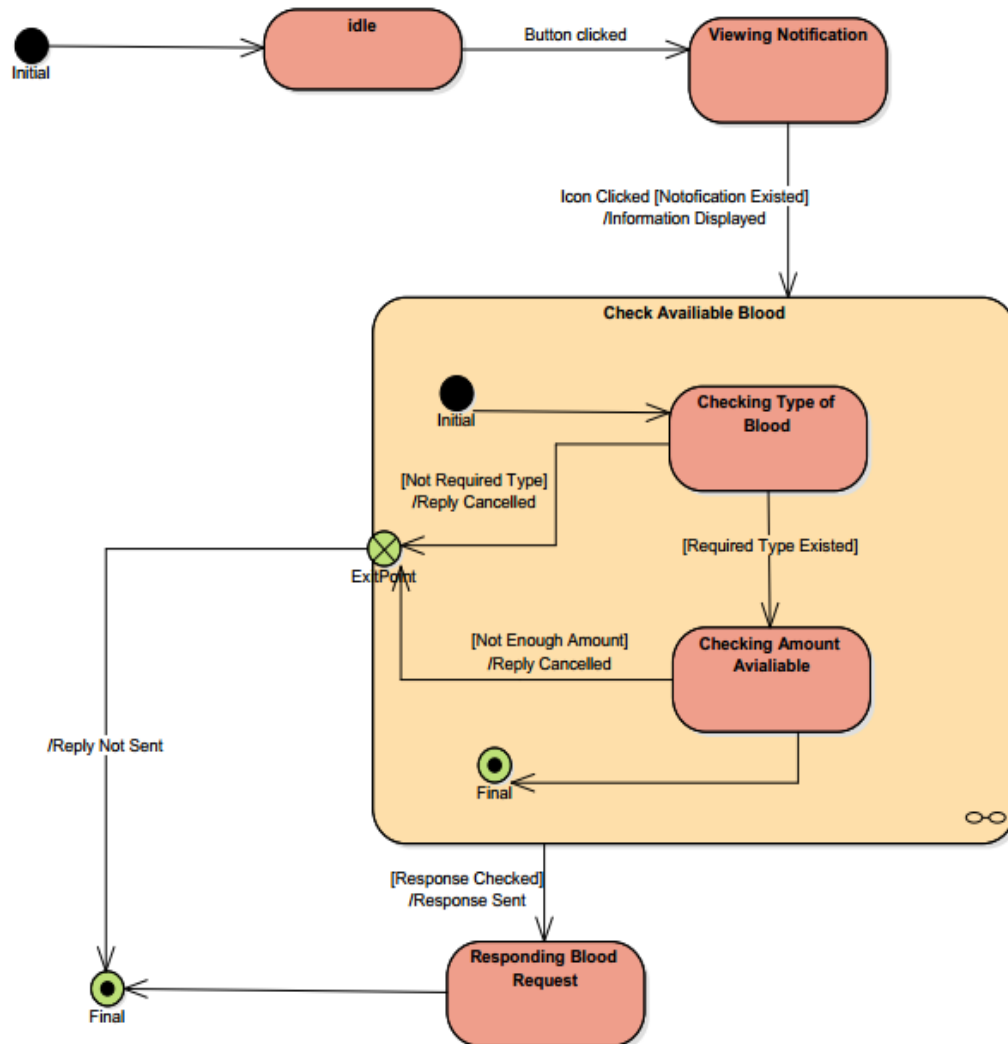 idle
Button clicked
Viewing Notification
Initial
Icon Clicked [Notofication Existed]
/Information Displayed
Check Availiable Blood
Checking Type of
Blood
Initial
[Not Required Type]
/Reply Cancelled
[Required Type Existed]
ExitPoint
[Not Enough Amount]
/Reply Cancelled
Checking Amount
Avialiable
/Reply Not Sent
Final
[Response Checked]
/Response Sent
Responding Blood
Request
Final